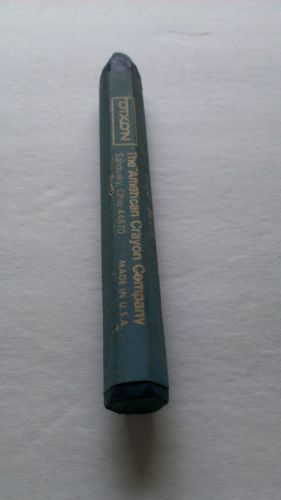 DIXON
The American Crayon Company
Sandusky, Ohio 44870
MADE IN U.S.A.